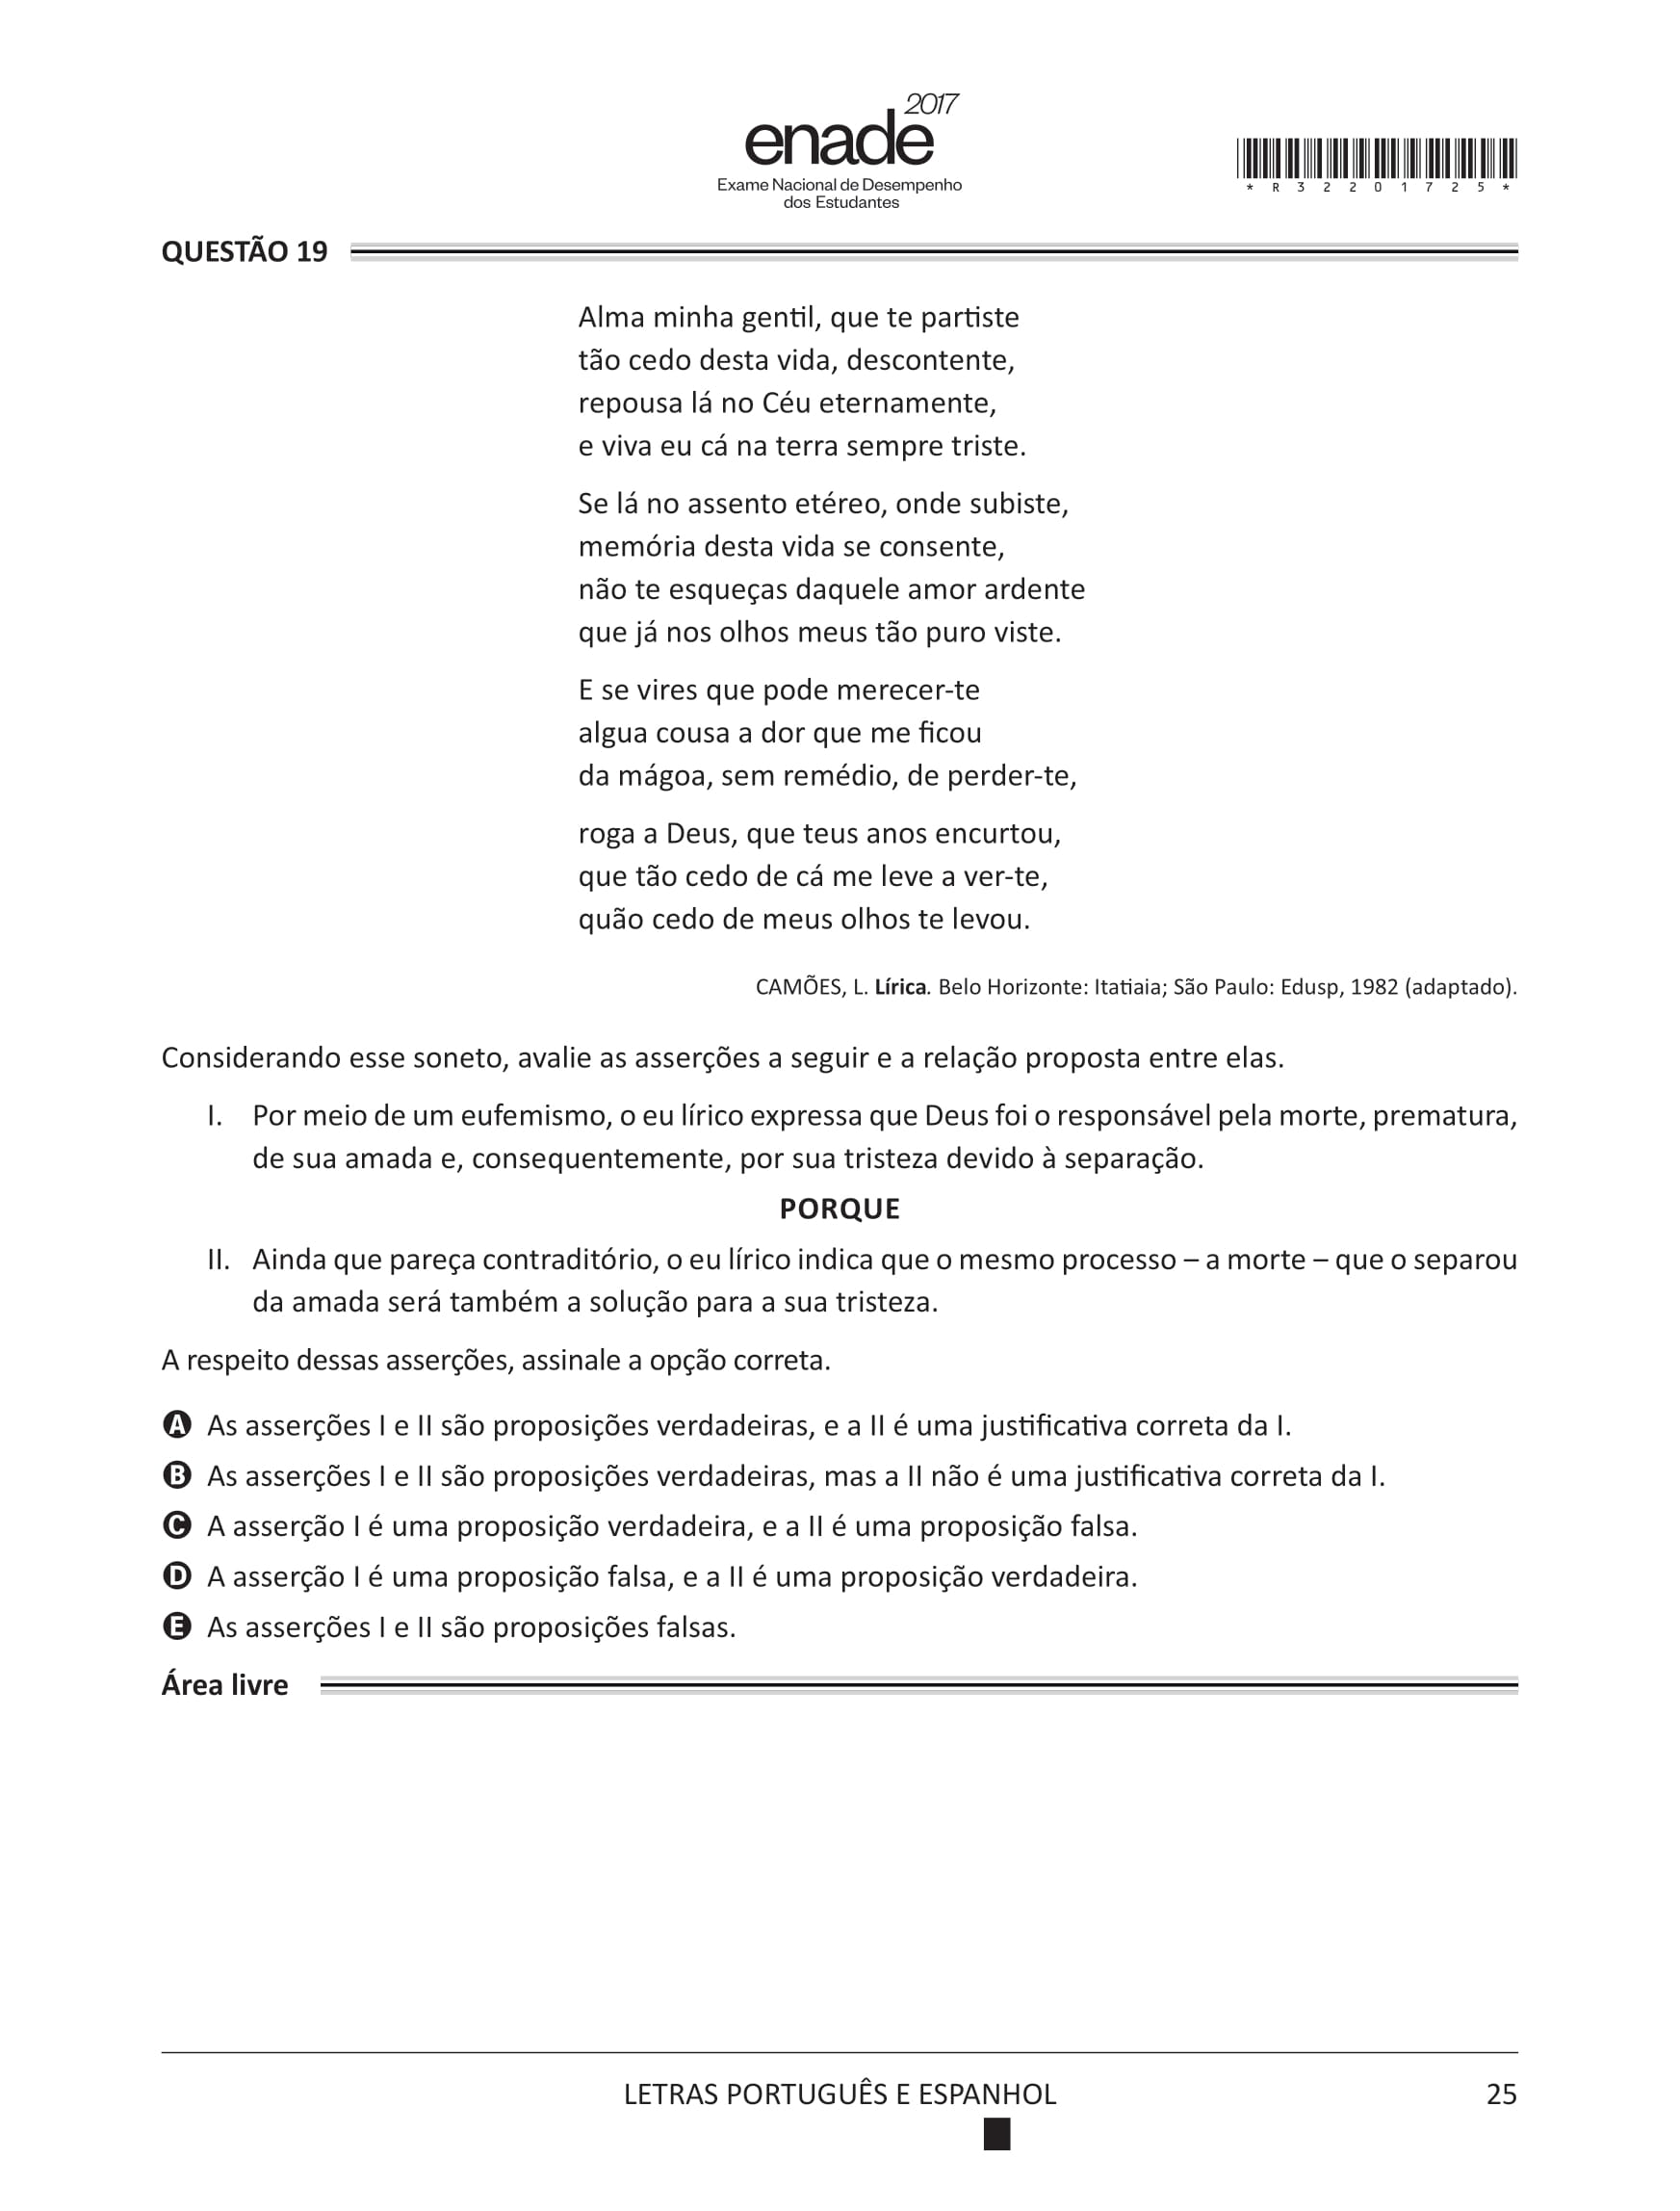 2017
enade
Exame Nacional de Desempenho
dos Estudantes
* R 3 2 2 0 1 7 2 5 *
QUESTÃO 19
Alma minha gentil, que te partiste
tão cedo desta vida, descontente,
repousa lá no Céu eternamente,
e viva eu cá na terra sempre triste.
Se lá no assento etéreo, onde subiste,
memória desta vida se consente,
não te esqueças daquele amor ardente
que já nos olhos meus tão puro viste.
E se vires que pode merecer-te
algua cousa a dor que me ficou
da mágoa, sem remédio, de perder-te,
roga a Deus, que teus anos encurtou,
que tão cedo de cá me leve a ver-te,
quão cedo de meus olhos te levou.
CAMÕES, L. Lírica. Belo Horizonte: Itatiaia; São Paulo: Edusp, 1982 (adaptado).
Considerando esse soneto, avalie as asserções a seguir e a relação proposta entre elas.
I. Por meio de um eufemismo, o eu lírico expressa que Deus foi o responsável pela morte, prematura,
de sua amada e, consequentemente, por sua tristeza devido à separação.
PORQUE
II. Ainda que pareça contraditório, o eu lírico indica que o mesmo processo – a morte – que o separou
da amada será também a solução para a sua tristeza.
A respeito dessas asserções, assinale a opção correta.
A As asserções I e II são proposições verdadeiras, e a II é uma justificativa correta da I.
B As asserções I e II são proposições verdadeiras, mas a II não é uma justificativa correta da I.
C A asserção I é uma proposição verdadeira, e a II é uma proposição falsa.
D A asserção I é uma proposição falsa, e a II é uma proposição verdadeira.
E As asserções I e II são proposições falsas.
Área livre
LETRAS PORTUGUÊS E ESPANHOL 25